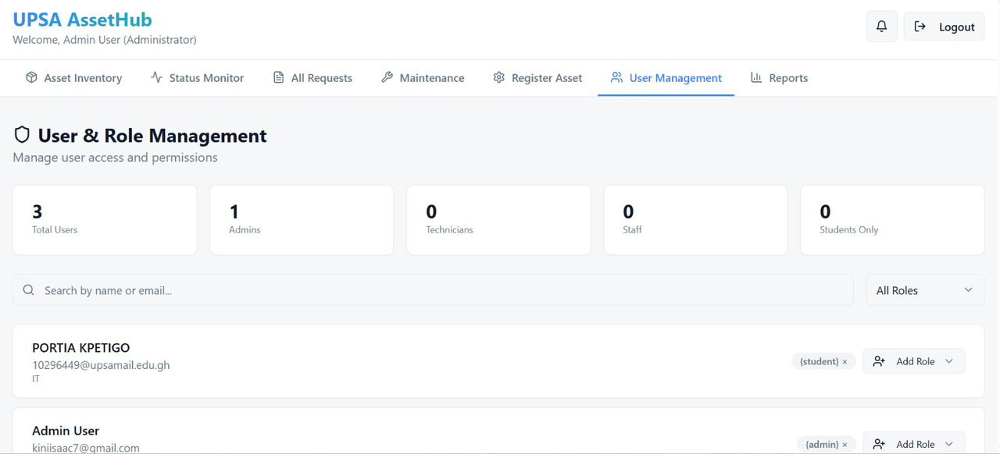 UPSA AssetHub
Welcome, Admin User (Administrator)
Logout
Asset Inventory
Status Monitor
All Requests
Maintenance
Register Asset
User Management
Reports
User & Role Management
Manage user access and permissions
3
Total Users
1
Admins
0
Technicians
0
Staff
0
Students Only
Search by name or email...
All Roles
PORTIA KPETIGO
10296449@upsamail.edu.gh
IT
{student} ×
Add Role
Admin User
kiniisaac7@gmail.com
{admin} ×
Add Role